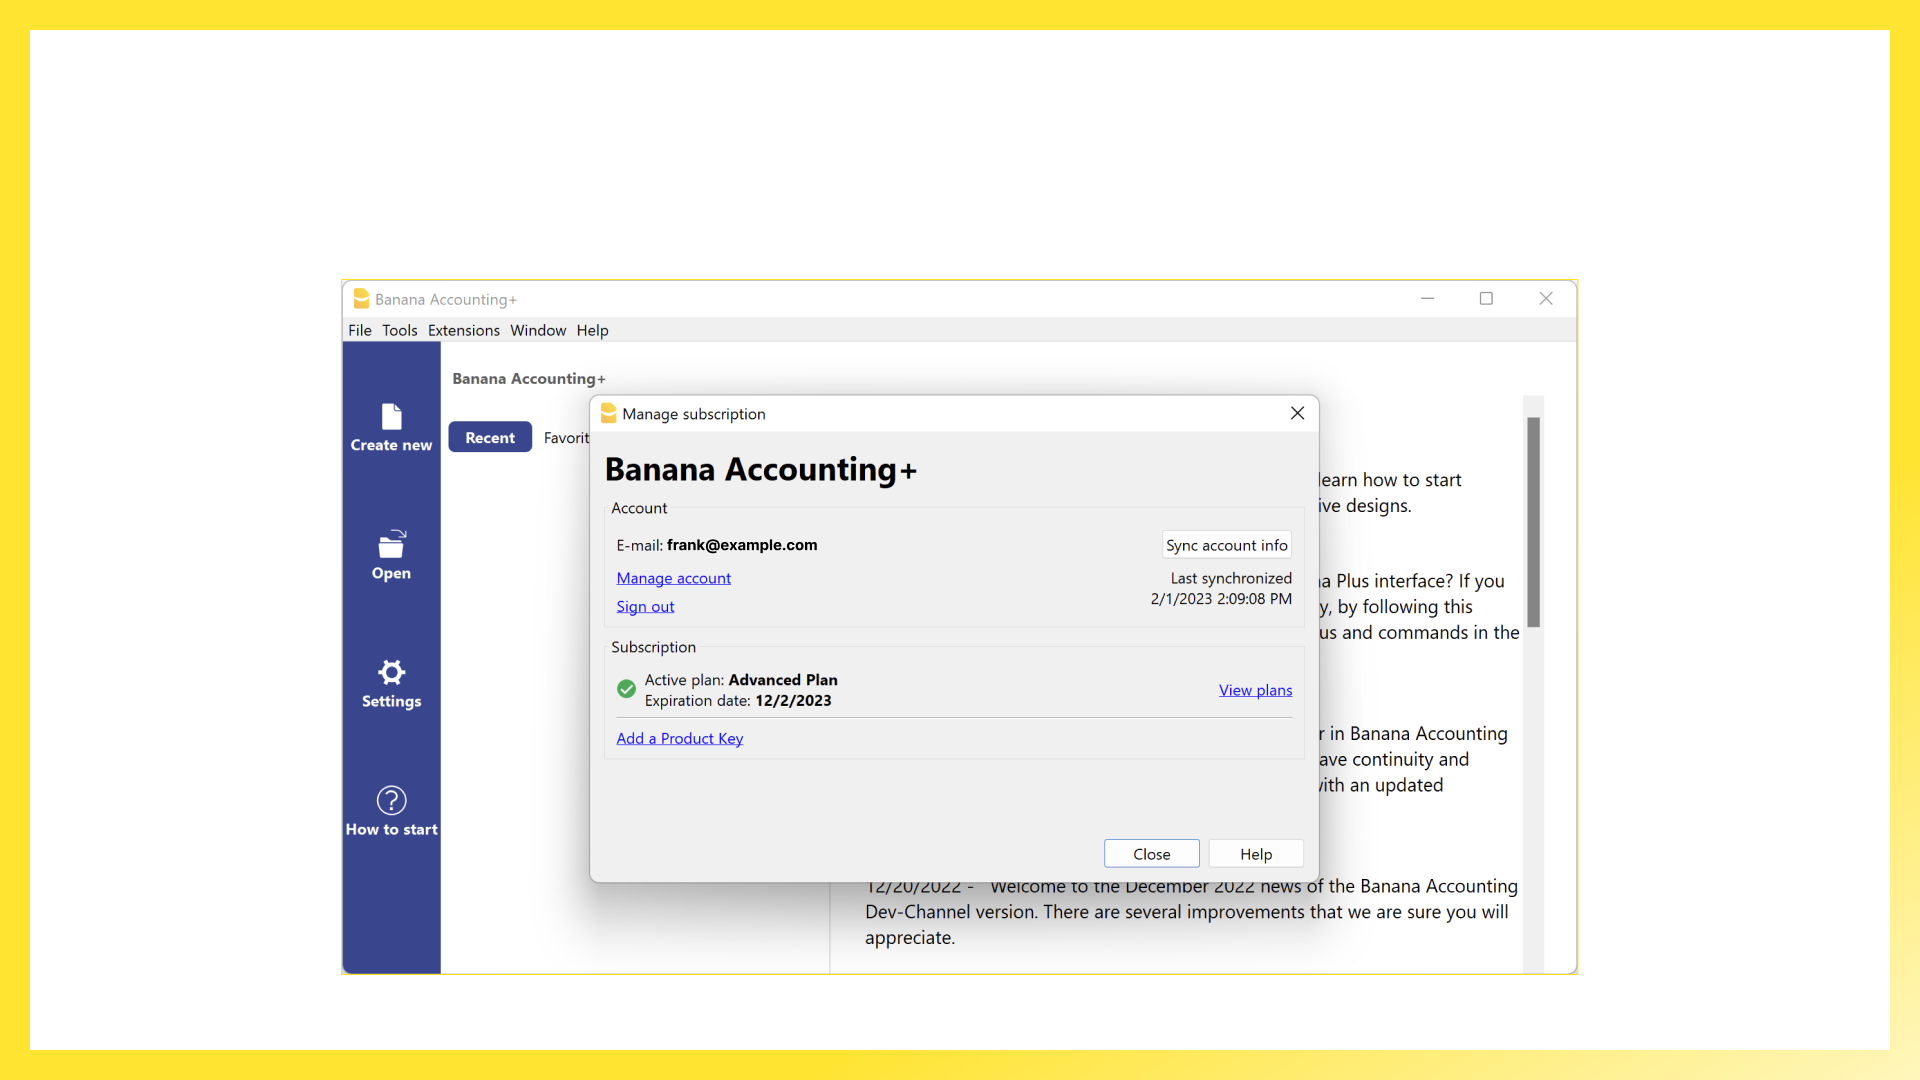 Banana Accounting+
File Tools Extensions Window Help
Banana Accounting+
Create new
Open
Settings
How to start
Recent Favorit
Manage subscription
Banana Accounting+
Account
E-mail: frank@example.com
Sync account info
Manage account
Last synchronized
Sign out
2/1/2023 2:09:08 PM
Subscription
Active plan: Advanced Plan
Expiration date: 12/2/2023
View plans
Add a Product Key
Close
Help
learn how to start
ive designs.
a Plus interface? If you
y, by following this
us and commands in the
r in Banana Accounting
ave continuity and
with an updated
12/20/2022 - Welcome to the December 2022 news of the Banana Accounting
Dev-Channel version. There are several improvements that we are sure you will
appreciate.